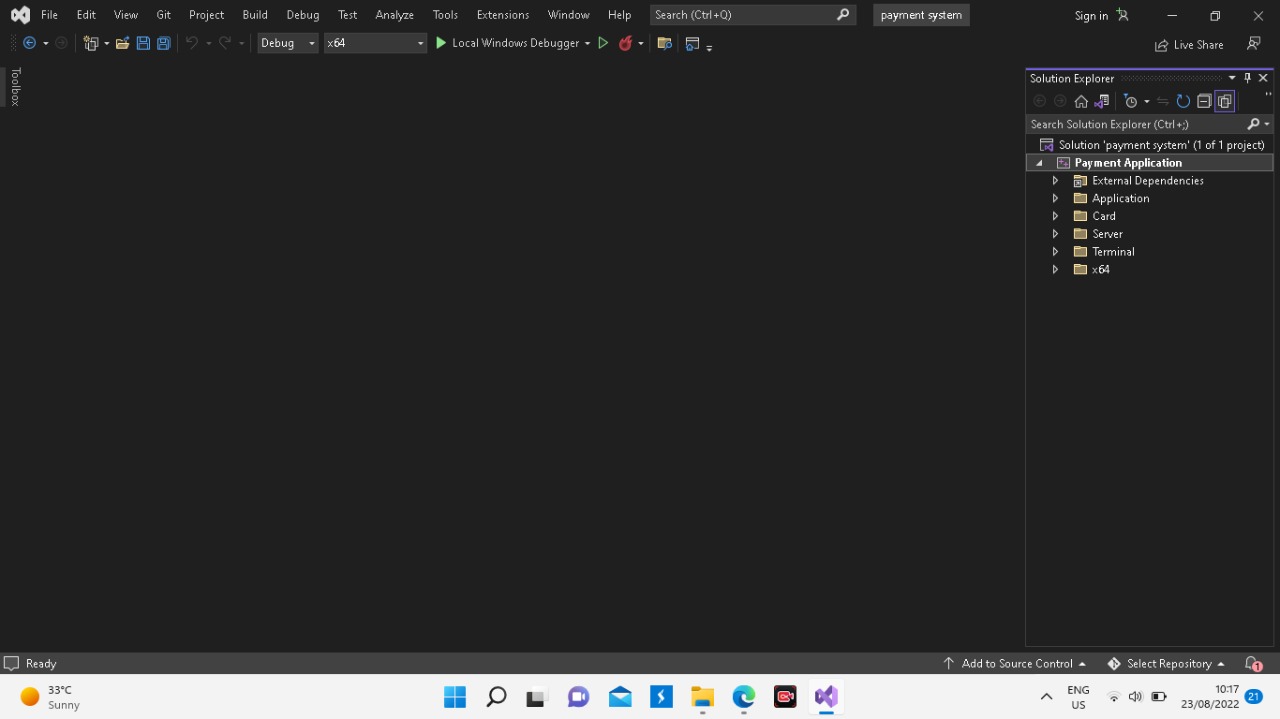 File Edit View Git Project Build Debug Test Analyze Tools Extensions Window Help Search (Ctrl+Q) payment system Sign in
Debug x64 Local Windows Debugger Live Share
Toolbox
Solution Explorer
Search Solution Explorer (Ctrl+;)
Solution 'payment system' (1 of 1 project)
Payment Application
External Dependencies
Application
Card
Server
Terminal
x64
Ready Add to Source Control Select Repository 1
33°C
Sunny
ENG
US
10:17
23/08/2022
21